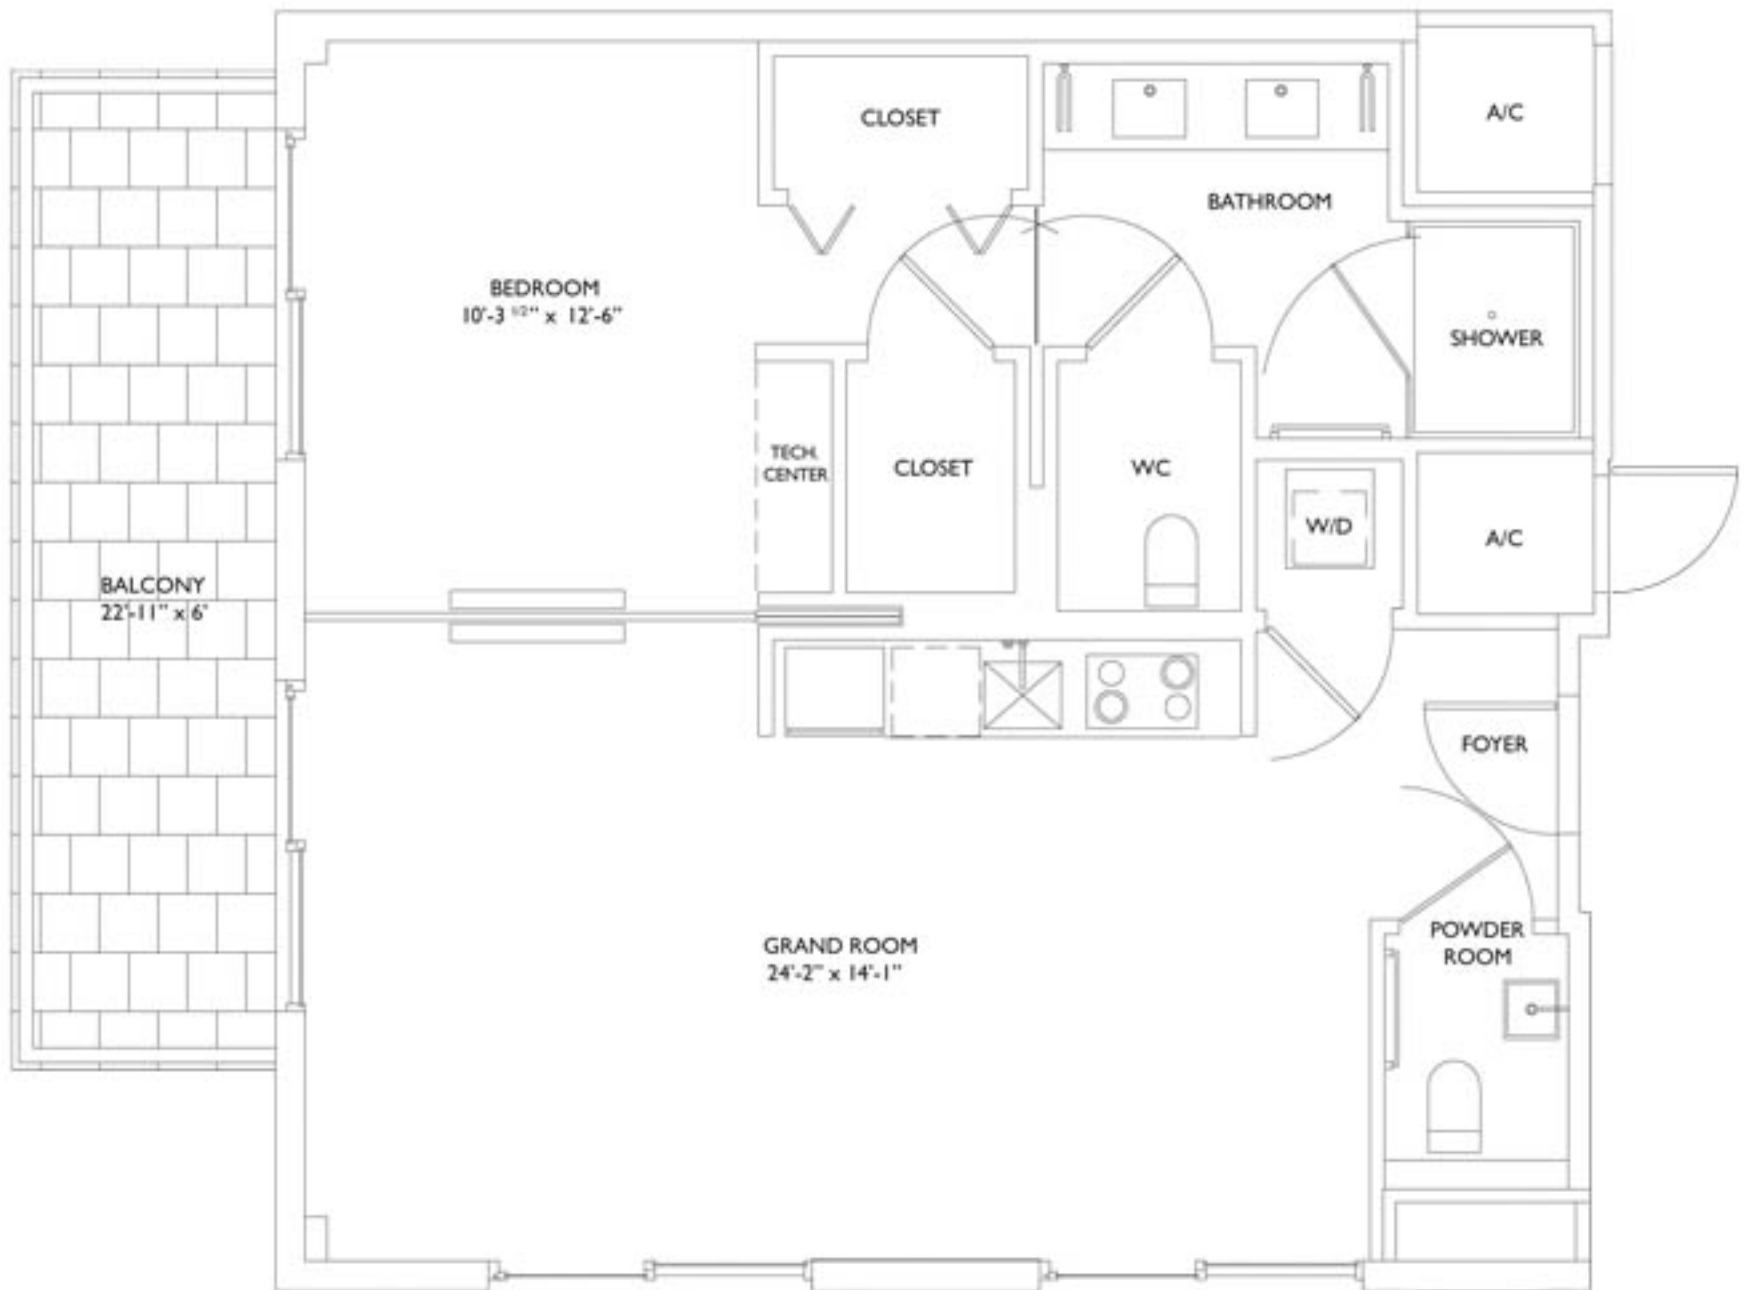 CLOSET
A/C
BATHROOM
BEDROOM
10'-3 1/2" x 12'-6"
SHOWER
TECH.
CENTER
CLOSET
WC
W/D
A/C
BALCONY
22'-11" x 6'
FOYER
POWDER
ROOM
GRAND ROOM
24'-2" x 14'-1"